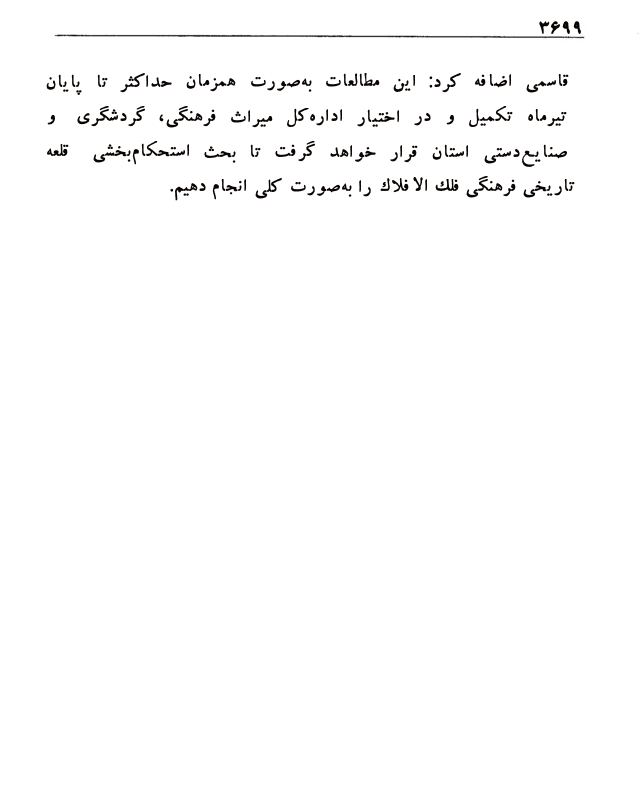 ۳۶۹۹
قاسمی اضافه کرد: این مطالعات به‌صورت همزمان حداکثر تا پایان
تیرماه تکمیل و در اختیار اداره‌کل میراث فرهنگی، گردشگری و
صنایع‌دستی استان قرار خواهد گرفت تا بحث استحکام‌بخشی قلعه
تاریخی فرهنگی فلك الافلاك را به‌صورت کلی انجام دهیم.